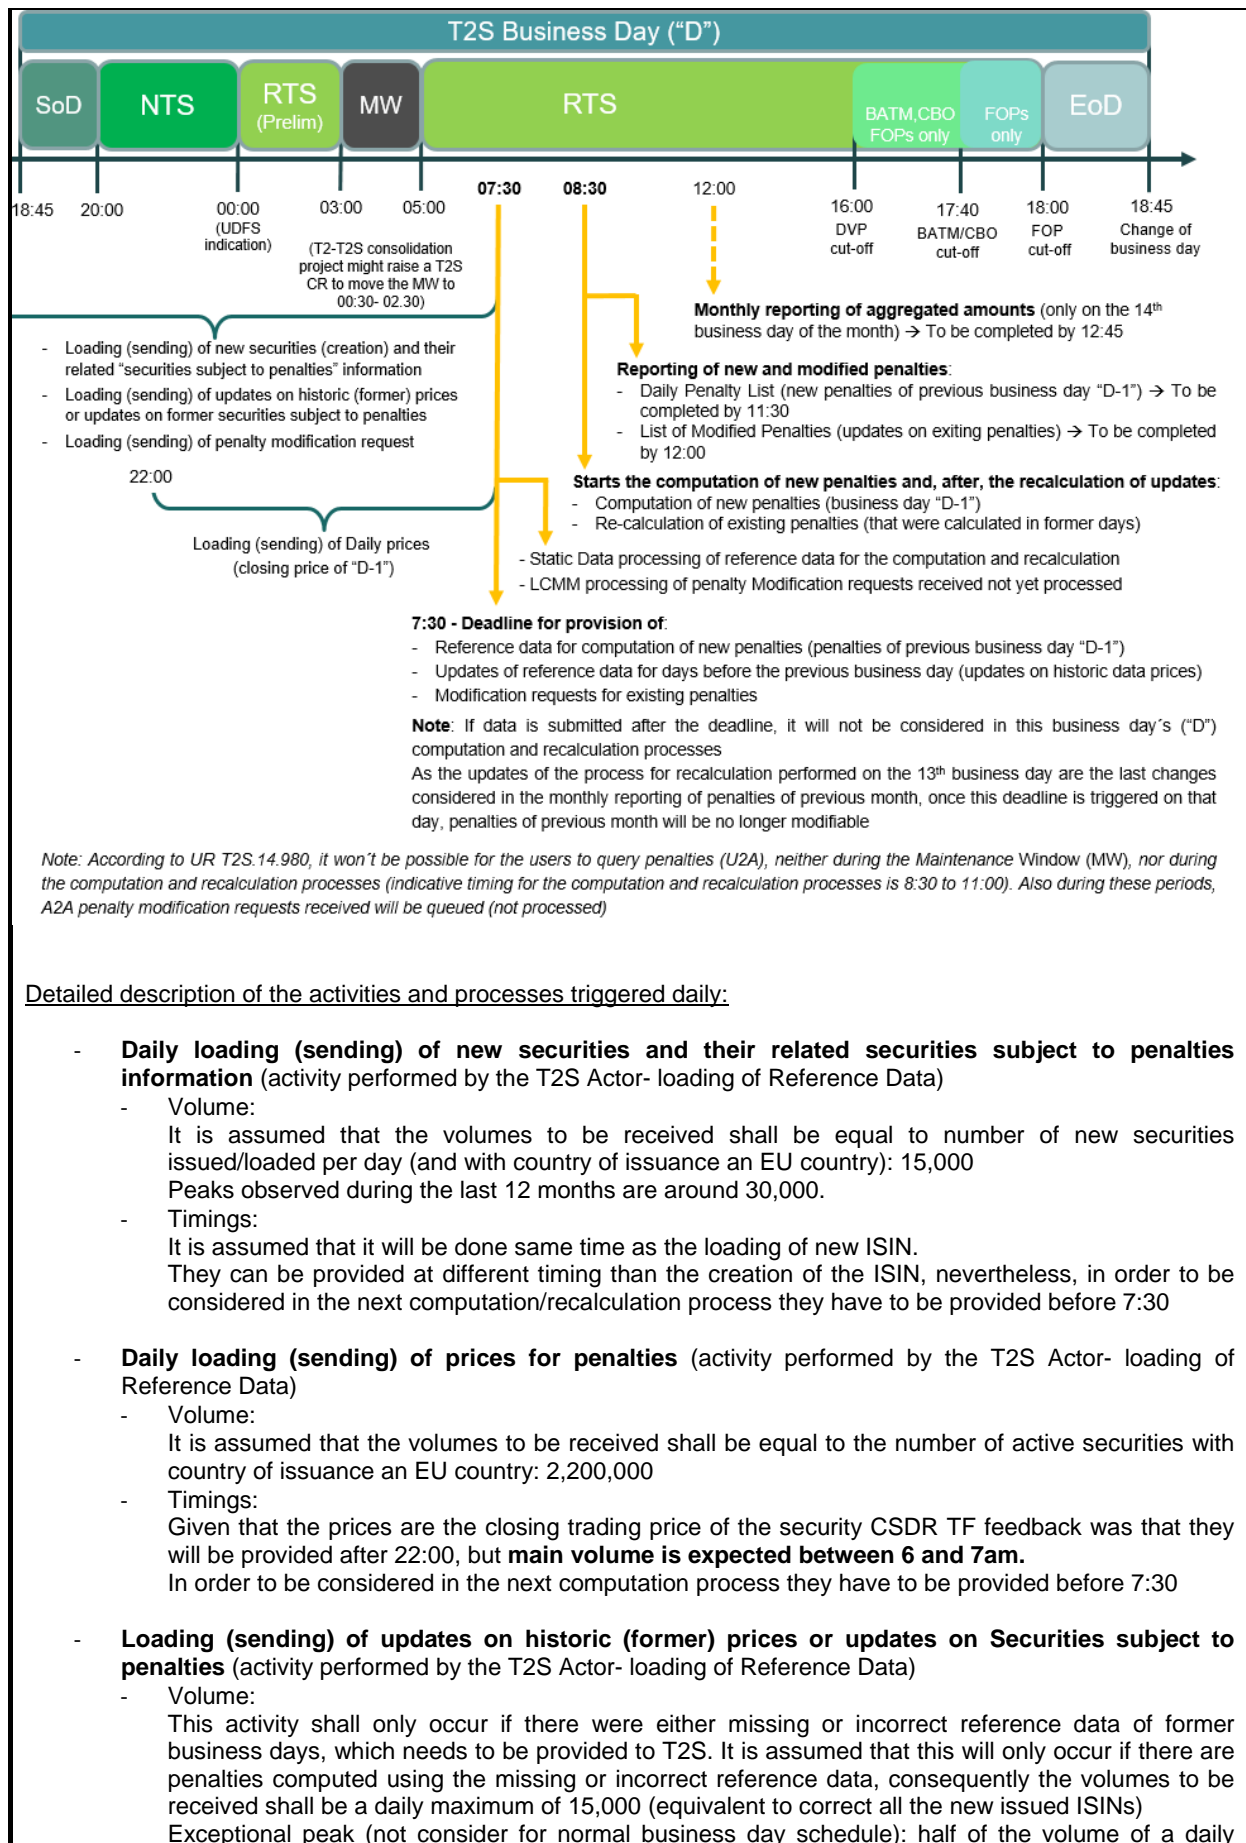 T2S Business Day (“D”)
SoD
NTS
RTS
(Prelim)
MW
RTS
BATM,CBO
FOPs only
FOPs
only
EoD
18:45
20:00
00:00
(UDFS
indication)
03:00
05:00
(T2-T2S consolidation
project might raise a T2S
CR to move the MW to
00:30- 02.30)
07:30
08:30
12:00
16:00
DVP
cut-off
17:40
BATM/CBO
cut-off
18:00
FOP
cut-off
18:45
Change of
business day
- Loading (sending) of new securities (creation) and their
related “securities subject to penalties” information
- Loading (sending) of updates on historic (former) prices
or updates on former securities subject to penalties
- Loading (sending) of penalty modification request
22:00
Loading (sending) of Daily prices
(closing price of “D-1”)
Monthly reporting of aggregated amounts (only on the 14th
business day of the month) → To be completed by 12:45
Reporting of new and modified penalties:
- Daily Penalty List (new penalties of previous business day “D-1”) → To be
completed by 11:30
- List of Modified Penalties (updates on exiting penalties) → To be completed
by 12:00
Starts the computation of new penalties and, after, the recalculation of updates:
- Computation of new penalties (business day “D-1”)
- Re-calculation of existing penalties (that were calculated in former days)
- Static Data processing of reference data for the computation and recalculation
- LCMM processing of penalty Modification requests received not yet processed
7:30 - Deadline for provision of:
- Reference data for computation of new penalties (penalties of previous business day “D-1”)
- Updates of reference data for days before the previous business day (updates on historic data prices)
- Modification requests for existing penalties
Note: If data is submitted after the deadline, it will not be considered in this business day´s (“D”)
computation and recalculation processes
As the updates of the process for recalculation performed on the 13th business day are the last changes
considered in the monthly reporting of penalties of previous month, once this deadline is triggered on that
day, penalties of previous month will be no longer modifiable
Note: According to UR T2S.14.980, it won´t be possible for the users to query penalties (U2A), neither during the Maintenance Window (MW), nor during
the computation and recalculation processes (indicative timing for the computation and recalculation processes is 8:30 to 11:00). Also during these periods,
A2A penalty modification requests received will be queued (not processed)
Detailed description of the activities and processes triggered daily:
- Daily loading (sending) of new securities and their related securities subject to penalties
information (activity performed by the T2S Actor- loading of Reference Data)
- Volume:
It is assumed that the volumes to be received shall be equal to number of new securities
issued/loaded per day (and with country of issuance an EU country): 15,000
Peaks observed during the last 12 months are around 30,000.
- Timings:
It is assumed that it will be done same time as the loading of new ISIN.
They can be provided at different timing than the creation of the ISIN, nevertheless, in order to be
considered in the next computation/recalculation process they have to be provided before 7:30
- Daily loading (sending) of prices for penalties (activity performed by the T2S Actor- loading of
Reference Data)
- Volume:
It is assumed that the volumes to be received shall be equal to the number of active securities with
country of issuance an EU country: 2,200,000
- Timings:
Given that the prices are the closing trading price of the security CSDR TF feedback was that they
will be provided after 22:00, but main volume is expected between 6 and 7am.
In order to be considered in the next computation process they have to be provided before 7:30
- Loading (sending) of updates on historic (former) prices or updates on Securities subject to
penalties (activity performed by the T2S Actor- loading of Reference Data)
- Volume:
This activity shall only occur if there were either missing or incorrect reference data of former
business days, which needs to be provided to T2S. It is assumed that this will only occur if there are
penalties computed using the missing or incorrect reference data, consequently the volumes to be
received shall be a daily maximum of 15,000 (equivalent to correct all the new issued ISINs)
Exceptional peak (not consider for normal business day schedule): half of the volume of a daily